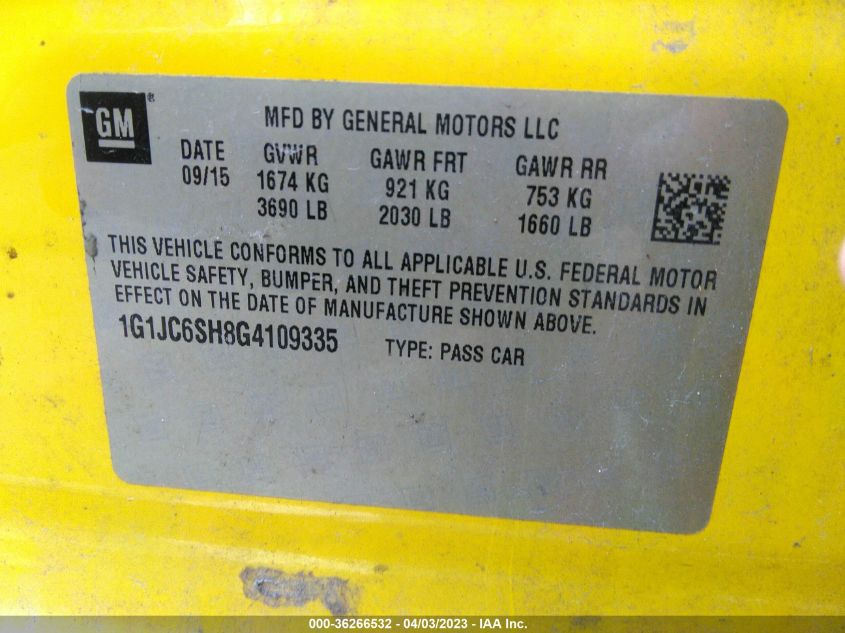 GM®
MFD BY GENERAL MOTORS LLC
DATE GVWR GAWR FRT GAWR RR
09/15 1674 KG 921 KG 753 KG
3690 LB 2030 LB 1660 LB
THIS VEHICLE CONFORMS TO ALL APPLICABLE U.S. FEDERAL MOTOR
VEHICLE SAFETY, BUMPER, AND THEFT PREVENTION STANDARDS IN
EFFECT ON THE DATE OF MANUFACTURE SHOWN ABOVE.
1G1JC6SH8G4109335 TYPE: PASS CAR
000-36266532 - 04/03/2023 - IAA Inc.